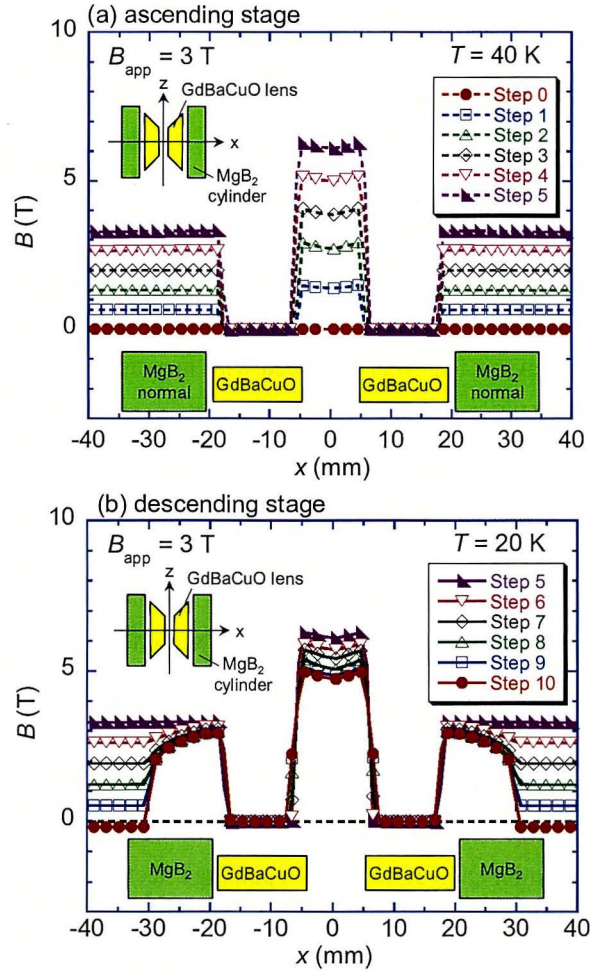 (a) ascending stage
B_app = 3 T
T = 40 K
z
GdBaCuO lens
x
MgB₂
cylinder
Step 0
Step 1
Step 2
Step 3
Step 4
Step 5
10
5
0
B (T)
MgB₂
normal
GdBaCuO
GdBaCuO
MgB₂
normal
-40 -30 -20 -10 0 10 20 30 40
x (mm)
(b) descending stage
B_app = 3 T
T = 20 K
z
GdBaCuO lens
x
MgB₂
cylinder
Step 5
Step 6
Step 7
Step 8
Step 9
Step 10
10
5
0
B (T)
MgB₂
GdBaCuO
GdBaCuO
MgB₂
-40 -30 -20 -10 0 10 20 30 40
x (mm)